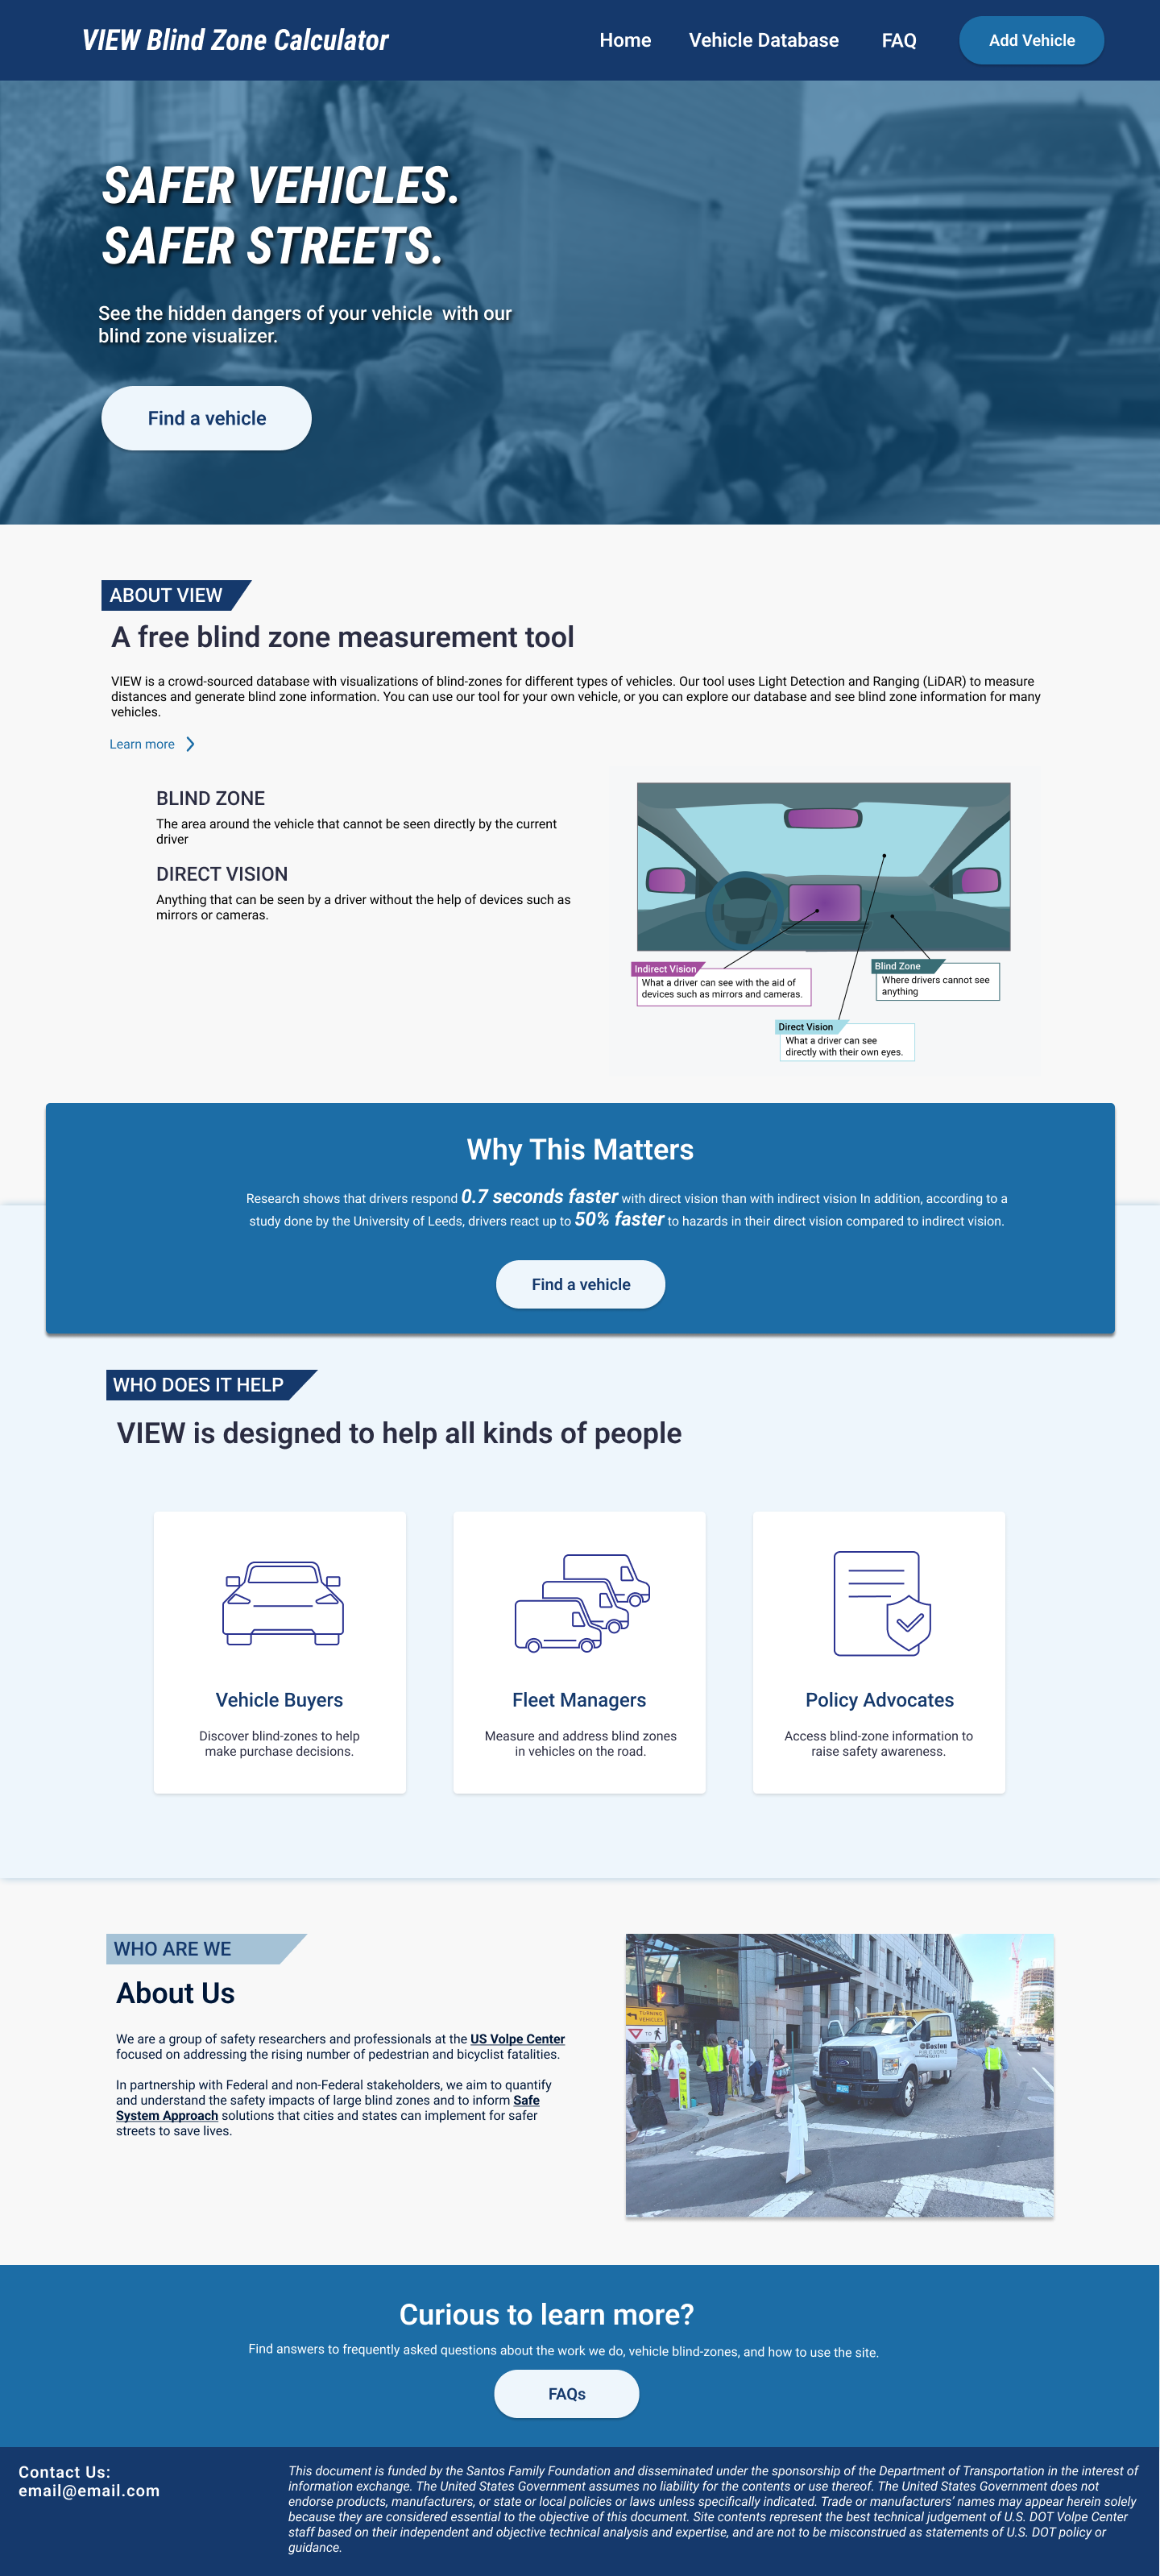 VIEW Blind Zone Calculator
Home
Vehicle Database
FAQ
Add Vehicle
SAFER VEHICLES.
SAFER STREETS.
See the hidden dangers of your vehicle  with our
blind zone visualizer.
Find a vehicle
ABOUT VIEW
A free blind zone measurement tool
VIEW is a crowd-sourced database with visualizations of blind-zones for different types of vehicles. Our tool uses Light Detection and Ranging (LiDAR) to measure
distances and generate blind zone information. You can use our tool for your own vehicle, or you can explore our database and see blind zone information for many
vehicles.
Learn more
BLIND ZONE
The area around the vehicle that cannot be seen directly by the current
driver
DIRECT VISION
Anything that can be seen by a driver without the help of devices such as
mirrors or cameras.
Indirect Vision
What a driver can see with the aid of
devices such as mirrors and cameras.
Blind Zone
Where drivers cannot see
anything
Direct Vision
What a driver can see
directly with their own eyes.
Why This Matters
Research shows that drivers respond 0.7 seconds faster with direct vision than with indirect vision In addition, according to a
study done by the University of Leeds, drivers react up to 50% faster to hazards in their direct vision compared to indirect vision.
Find a vehicle
WHO DOES IT HELP
VIEW is designed to help all kinds of people
Vehicle Buyers
Discover blind-zones to help
make purchase decisions.
Fleet Managers
Measure and address blind zones
in vehicles on the road.
Policy Advocates
Access blind-zone information to
raise safety awareness.
WHO ARE WE
About Us
We are a group of safety researchers and professionals at the US Volpe Center
focused on addressing the rising number of pedestrian and bicyclist fatalities.
In partnership with Federal and non-Federal stakeholders, we aim to quantify
and understand the safety impacts of large blind zones and to inform Safe
System Approach solutions that cities and states can implement for safer
streets to save lives.
TURNING
VEHICLES
TO
Boston
PUBLIC WORKS
Curious to learn more?
Find answers to frequently asked questions about the work we do, vehicle blind-zones, and how to use the site.
FAQs
Contact Us:
email@email.com
This document is funded by the Santos Family Foundation and disseminated under the sponsorship of the Department of Transportation in the interest of
information exchange. The United States Government assumes no liability for the contents or use thereof. The United States Government does not
endorse products, manufacturers, or state or local policies or laws unless specifically indicated. Trade or manufacturers’ names may appear herein solely
because they are considered essential to the objective of this document. Site contents represent the best technical judgement of U.S. DOT Volpe Center
staff based on their independent and objective technical analysis and expertise, and are not to be misconstrued as statements of U.S. DOT policy or
guidance.